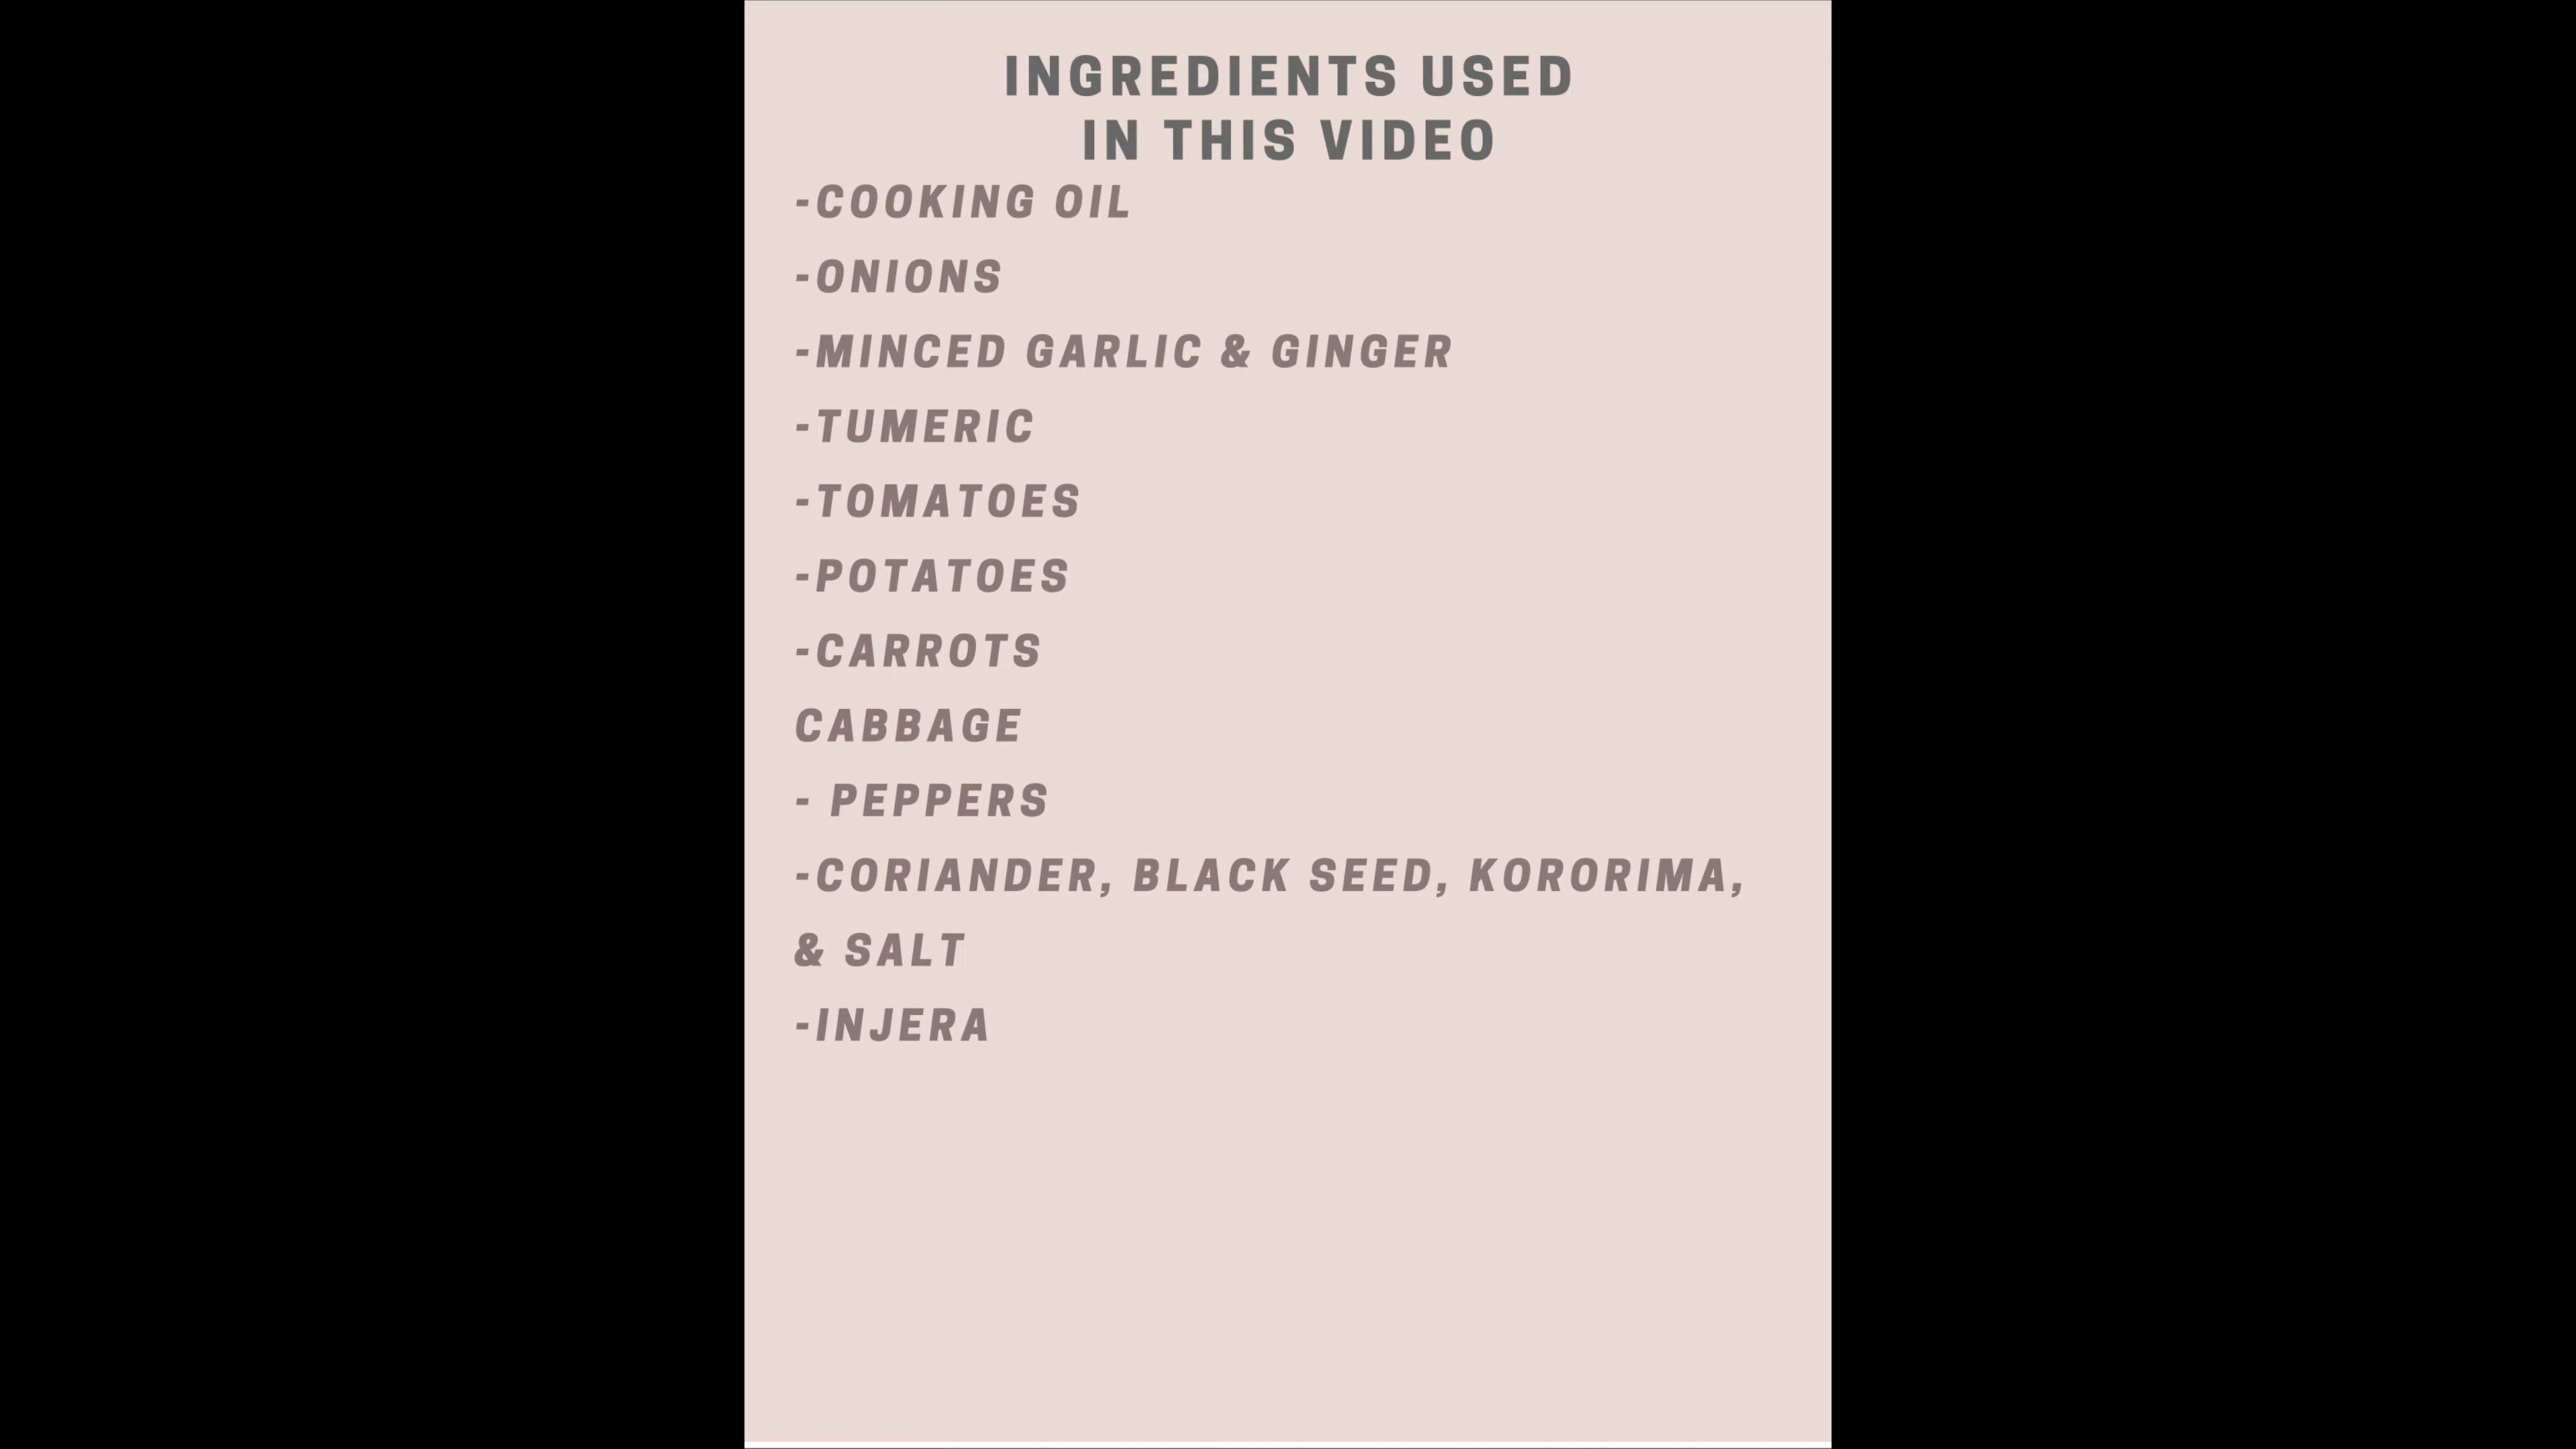 INGREDIENTS USED
IN THIS VIDEO
-COOKING OIL
-ONIONS
-MINCED GARLIC & GINGER
-TUMERIC
-TOMATOES
-POTATOES
-CARROTS
CABBAGE
- PEPPERS
-CORIANDER, BLACK SEED, KORORIMA,
& SALT
-INJERA